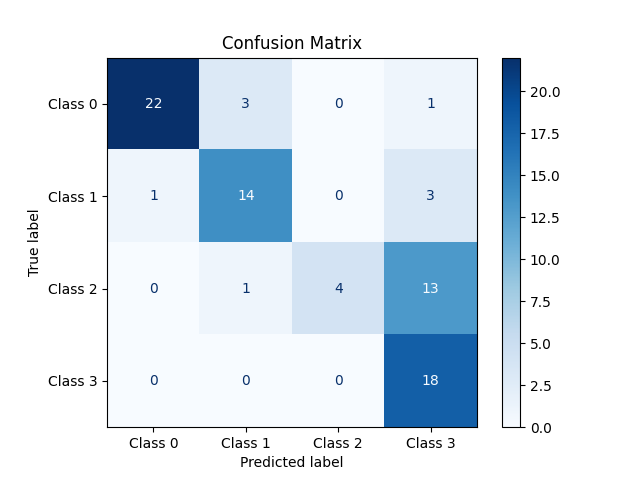 Confusion Matrix
Class 0 22 3 0 1
Class 1 1 14 0 3
Class 2 0 1 4 13
Class 3 0 0 0 18
Class 0 Class 1 Class 2 Class 3
Predicted label
True label
20.0
17.5
15.0
12.5
10.0
7.5
5.0
2.5
0.0